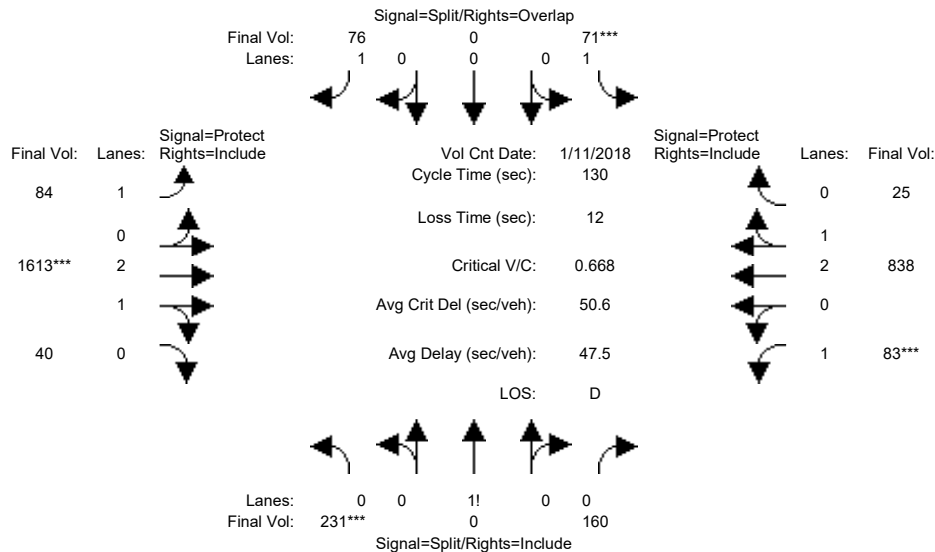 Signal=Split/Rights=Overlap
Final Vol: 76 0 71***
Lanes: 1 0 0 0 1
Signal=Protect Signal=Protect
Final Vol: Lanes: Rights=Include Vol Cnt Date: 1/11/2018 Rights=Include Lanes: Final Vol:
Cycle Time (sec): 130
84 1 0 25
Loss Time (sec): 12
0 1
1613*** 2 Critical V/C: 0.668 2 838
1 Avg Crit Del (sec/veh): 50.6 0
40 0 Avg Delay (sec/veh): 47.5 1 83***
LOS: D
Lanes: 0 0 1! 0 0
Final Vol: 231*** 0 160
Signal=Split/Rights=Include